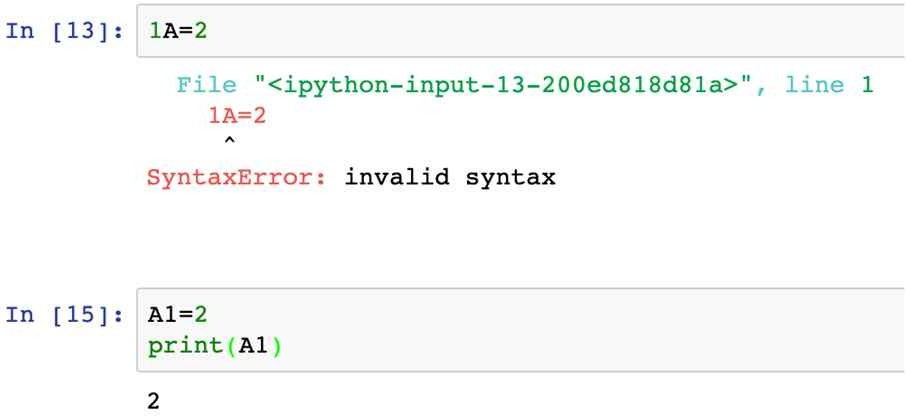 In [13]: 1A=2
File "<ipython-input-13-200ed818d81a>", line 1
1A=2
^
SyntaxError: invalid syntax
In [15]: A1=2
print(A1)
2